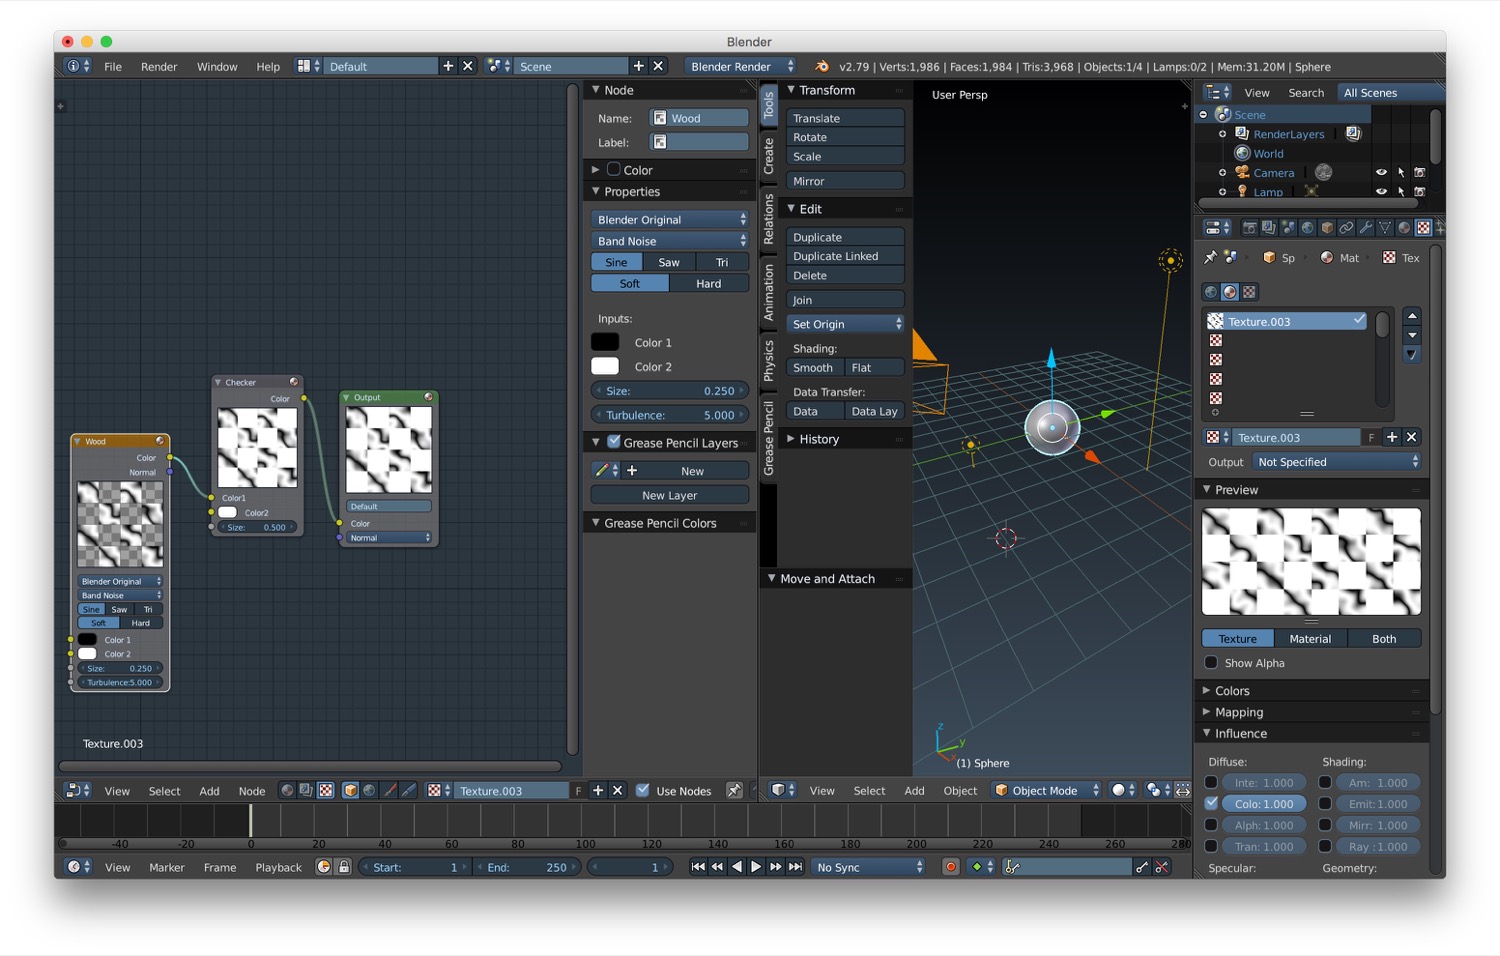 Blender
File Render Window Help Default Scene Blender Render v2.79 | Verts:1,986 | Faces:1,984 | Tris:3,968 | Objects:1/4 | Lamps:0/2 | Mem:31.20M | Sphere
Checker
Color
Color1
Color2
Size: 0.500
Output
Default
Color
Normal
Wood
Color
Normal
Blender Original
Band Noise
Sine Saw Tri
Soft Hard
Color 1
Color 2
Size: 0.250
Turbulence:5.000
Texture.003
Node
Name: Wood
Label:
Color
Properties
Blender Original
Band Noise
Sine Saw Tri
Soft Hard
Inputs:
Color 1
Color 2
Size: 0.250
Turbulence: 5.000
Grease Pencil Layers
New
New Layer
Grease Pencil Colors
View Select Add Node Texture.003 F Use Nodes
Tools
Create
Relations
Animation
Physics
Grease Pencil
Transform
Translate
Rotate
Scale
Mirror
Edit
Duplicate
Duplicate Linked
Delete
Join
Set Origin
Shading:
Smooth Flat
Data Transfer:
Data Data Lay
History
Move and Attach
User Persp
z
y
x
(1) Sphere
View Select Add Object Object Mode
View Search All Scenes
Scene
RenderLayers
World
Camera
Lamp
Sp Mat Tex
Texture.003
Texture.003 F
Output Not Specified
Preview
Texture Material Both
Show Alpha
Colors
Mapping
Influence
Diffuse: Shading:
Inte: 1.000 Am: 1.000
Colo: 1.000 Emit: 1.000
Alph: 1.000 Mirr: 1.000
Tran: 1.000 Ray : 1.000
Specular: Geometry:
-40 -20 0 20 40 60 80 100 120 140 160 180 200 220 240 260 280
View Marker Frame Playback Start: 1 End: 250 1 No Sync